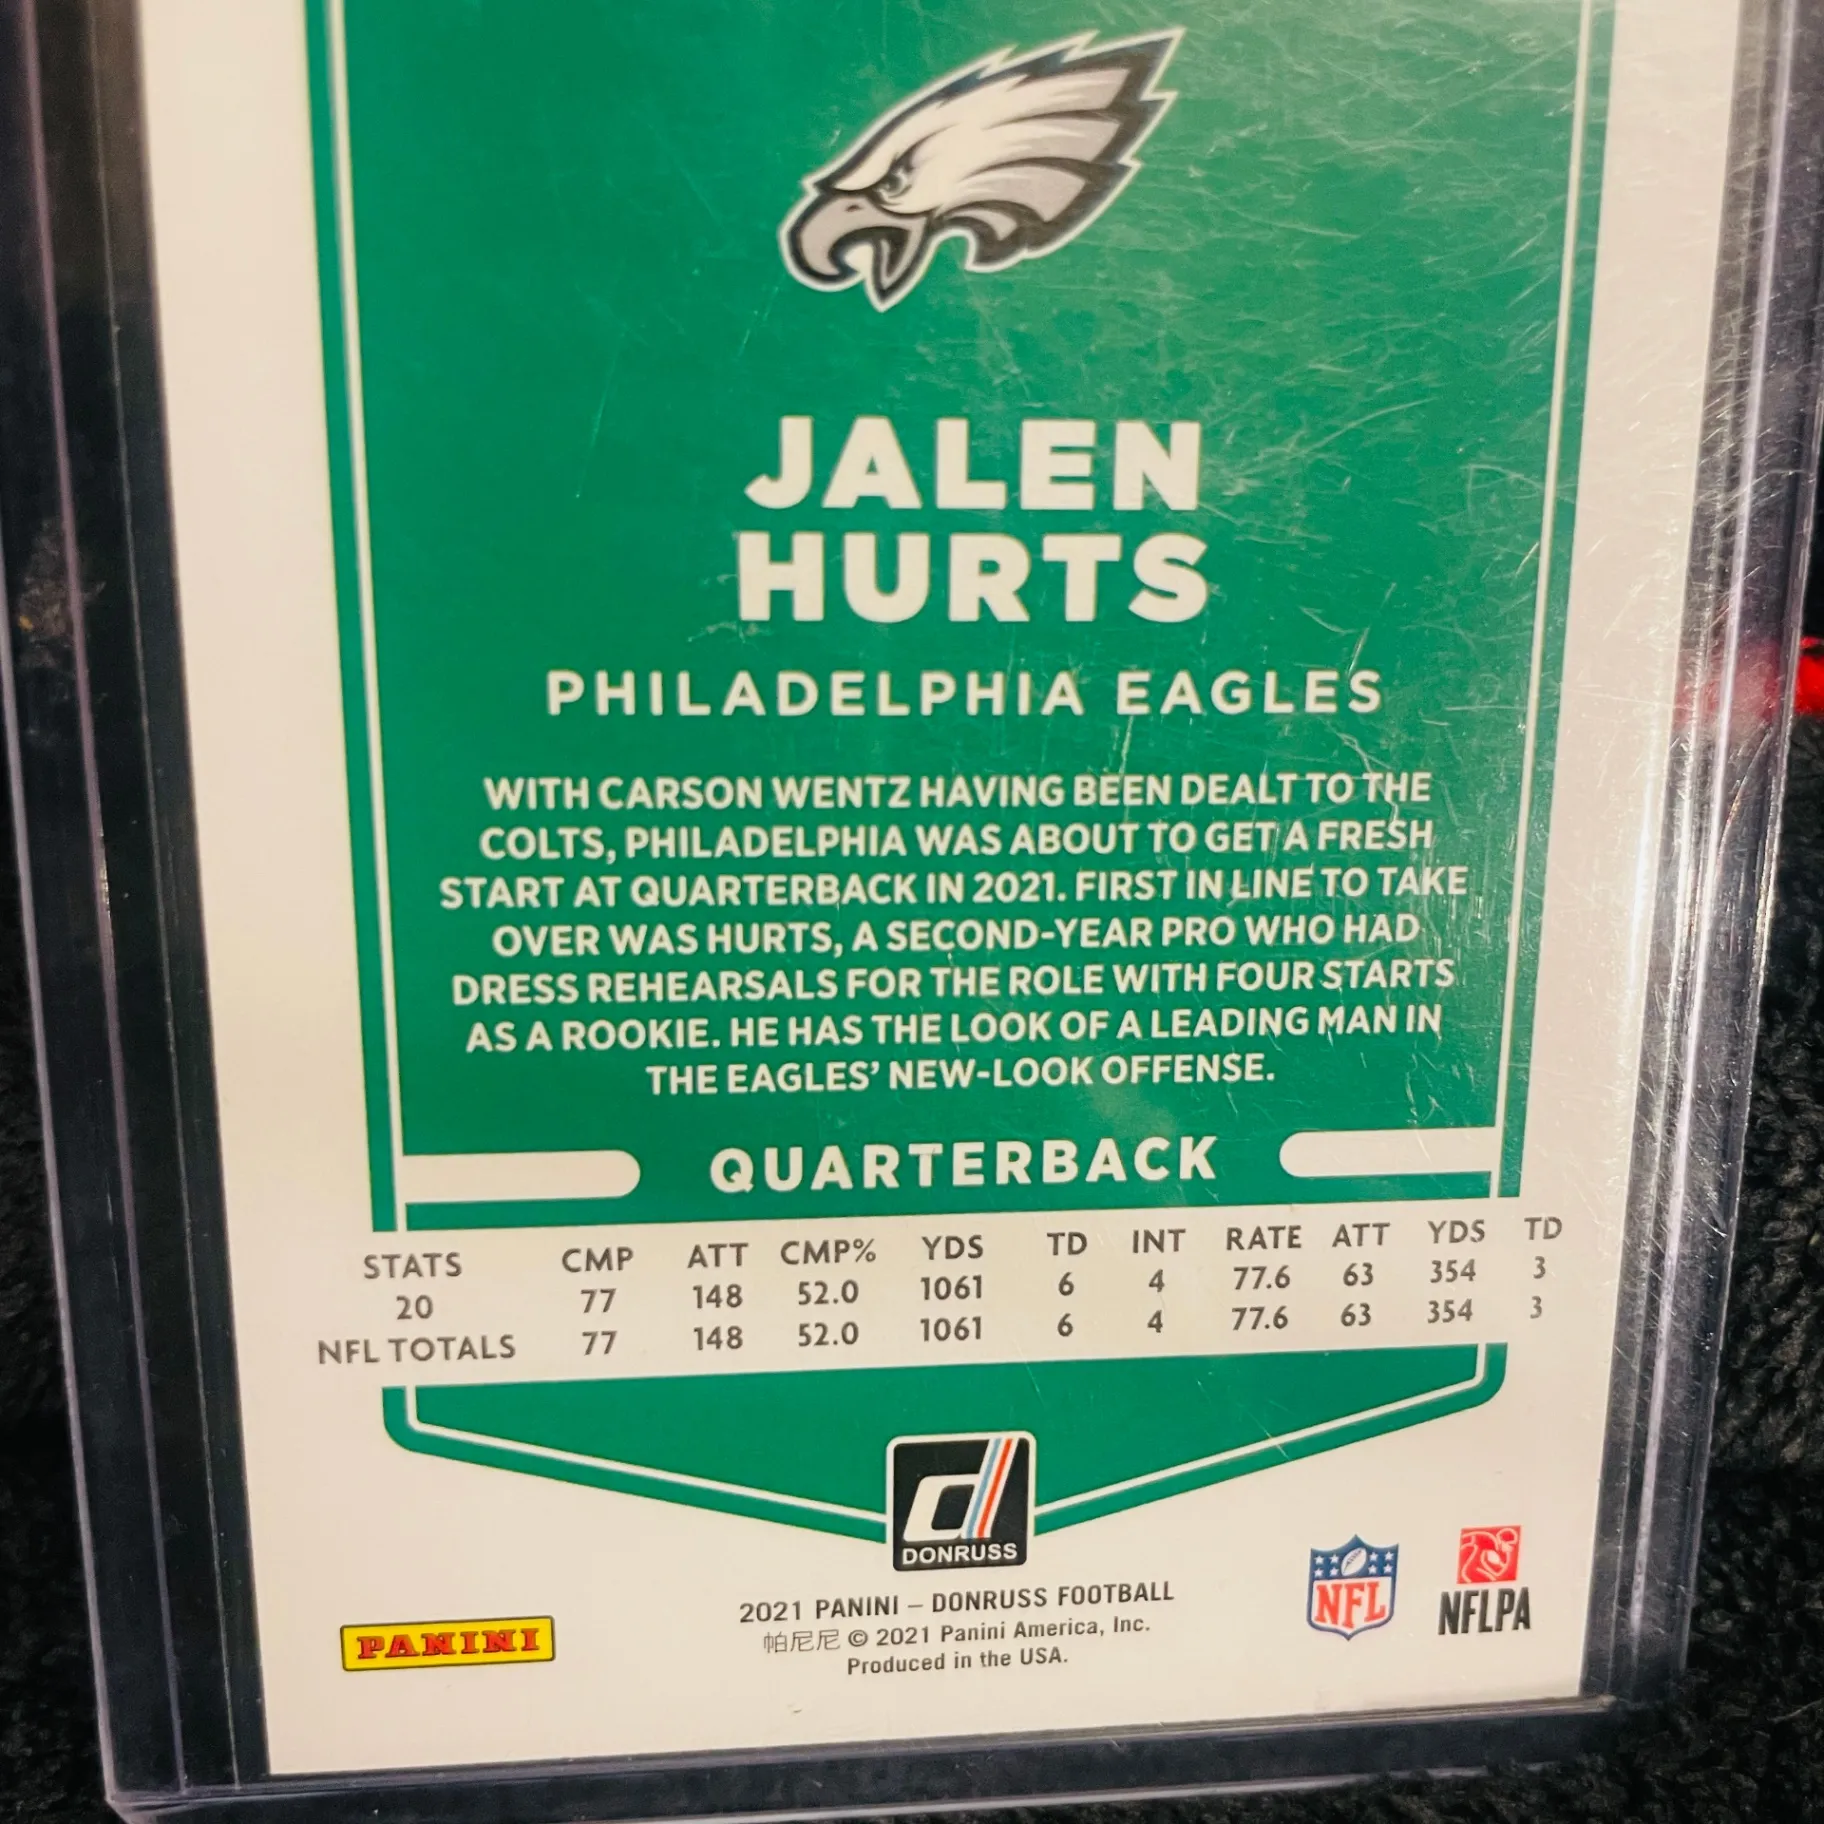 JALEN
HURTS
PHILADELPHIA EAGLES
WITH CARSON WENTZ HAVING BEEN DEALT TO THE
COLTS, PHILADELPHIA WAS ABOUT TO GET A FRESH
START AT QUARTERBACK IN 2021. FIRST IN LINE TO TAKE
OVER WAS HURTS, A SECOND-YEAR PRO WHO HAD
DRESS REHEARSALS FOR THE ROLE WITH FOUR STARTS
AS A ROOKIE. HE HAS THE LOOK OF A LEADING MAN IN
THE EAGLES' NEW-LOOK OFFENSE.
QUARTERBACK
STATS CMP ATT CMP% YDS TD INT RATE ATT YDS TD
20 77 148 52.0 1061 6 4 77.6 63 354 3
NFL TOTALS 77 148 52.0 1061 6 4 77.6 63 354 3
d
DONRUSS
PANINI
2021 PANINI – DONRUSS FOOTBALL
帕尼尼 © 2021 Panini America, Inc.
Produced in the USA.
NFL
NFLPA